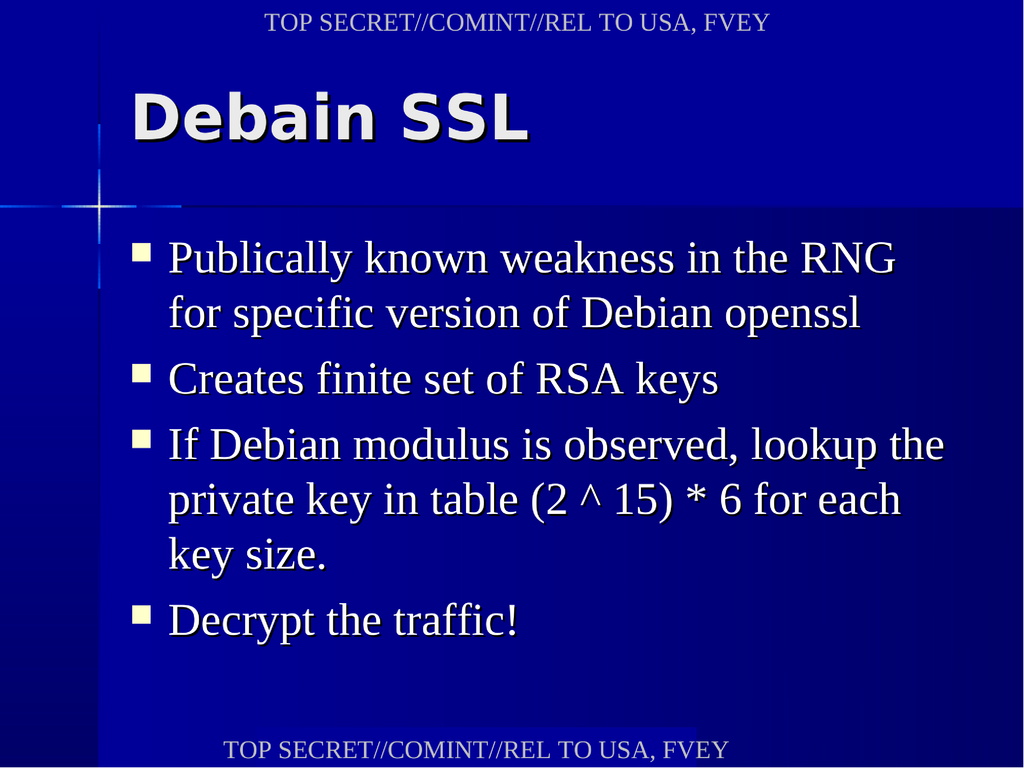 TOP SECRET//COMINT//REL TO USA, FVEY
Debain SSL
Publically known weakness in the RNG
for specific version of Debian openssl
Creates finite set of RSA keys
If Debian modulus is observed, lookup the
private key in table (2 ^ 15) * 6 for each
key size.
Decrypt the traffic!
TOP SECRET//COMINT//REL TO USA, FVEY